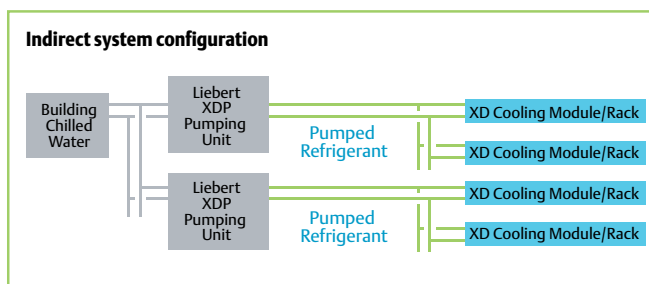 Indirect system configuration
Building
Chilled
Water
Liebert
XDP
Pumping
Unit
Pumped
Refrigerant
XD Cooling Module/Rack
XD Cooling Module/Rack
Liebert
XDP
Pumping
Unit
Pumped
Refrigerant
XD Cooling Module/Rack
XD Cooling Module/Rack